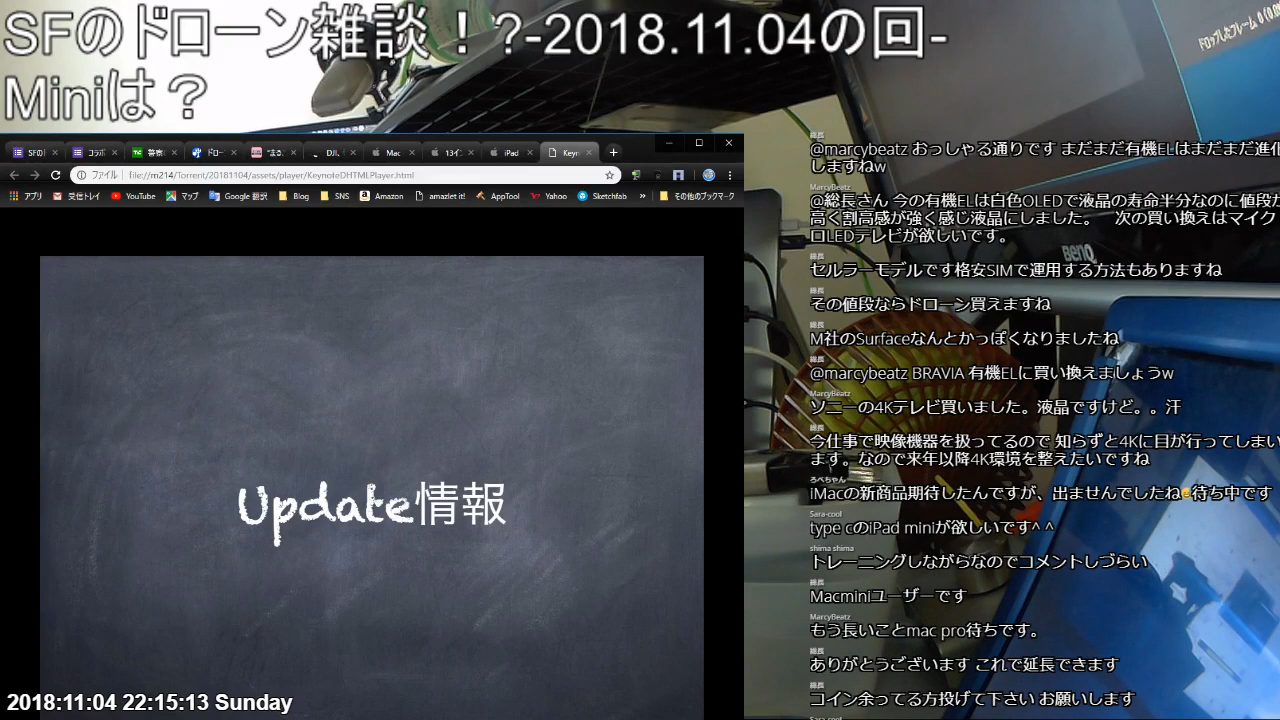 SFのドローン雑談！?-2018.11.04の回-
Miniは？
ドロップしたフレーム 0 (0.0
SFのド
コラボ
警察
ドロー
"まる
DJI,
Mac
13イ
iPad
Keyn
ファイル
file://m214/Torrent/20181104/assets/player/KeynoteDHTMLPlayer.html
アプリ
受信トレイ
YouTube
マップ
Google 翻訳
Blog
SNS
Amazon
amazlet it!
AppTool
Yahoo
Sketchfab
»
その他のブックマーク
Update情報
総長
@marcybeatz おっしゃる通りです まだまだ有機ELはまだまだ進化
しますねw
MarcyBeatz
@総長さん 今の有機ELは白色OLEDで液晶の寿命半分なのに値段が
高く割高感が強く感じ液晶にしました。 次の買い換えはマイク
ロLEDテレビが欲しいです。
BenQ
総長
セルラーモデルです格安SIMで運用する方法もありますね
総長
その値段ならドローン買えますね
総長
M社のSurfaceなんとかっぽくなりましたね
総長
@marcybeatz BRAVIA 有機ELに買い換えましょうw
MarcyBeatz
ソニーの4Kテレビ買いました。液晶ですけど。。汗
総長
今仕事で映像機器を扱ってるので 知らずと4Kに目が行ってしまい
ます。なので来年以降4K環境を整えたいですね
ろべちゃん
iMacの新商品期待したんですが、出ませんでしたね待ち中です
Sara-cool
type cのiPad miniが欲しいです^ ^
shima shima
トレーニングしながらなのでコメントしづらい
総長
Macminiユーザーです
MarcyBeatz
もう長いことmac pro待ちです。
総長
ありがとうございます これで延長できます
総長
コイン余ってる方投げて下さい お願いします
Sara-cool
2018:11:04 22:15:13 Sunday